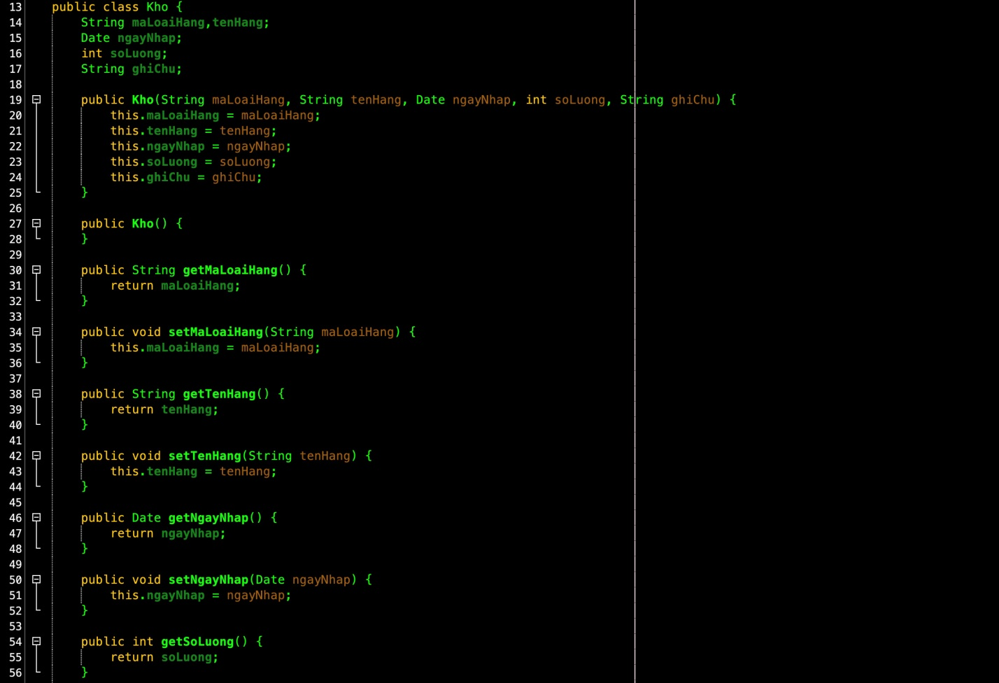 13 public class Kho {
14 String maLoaiHang,tenHang;
15 Date ngayNhap;
16 int soLuong;
17 String ghiChu;
18
19 public Kho(String maLoaiHang, String tenHang, Date ngayNhap, int soLuong, String ghiChu) {
20 this.maLoaiHang = maLoaiHang;
21 this.tenHang = tenHang;
22 this.ngayNhap = ngayNhap;
23 this.soLuong = soLuong;
24 this.ghiChu = ghiChu;
25 }
26
27 public Kho() {
28 }
29
30 public String getMaLoaiHang() {
31 return maLoaiHang;
32 }
33
34 public void setMaLoaiHang(String maLoaiHang) {
35 this.maLoaiHang = maLoaiHang;
36 }
37
38 public String getTenHang() {
39 return tenHang;
40 }
41
42 public void setTenHang(String tenHang) {
43 this.tenHang = tenHang;
44 }
45
46 public Date getNgayNhap() {
47 return ngayNhap;
48 }
49
50 public void setNgayNhap(Date ngayNhap) {
51 this.ngayNhap = ngayNhap;
52 }
53
54 public int getSoLuong() {
55 return soLuong;
56 }